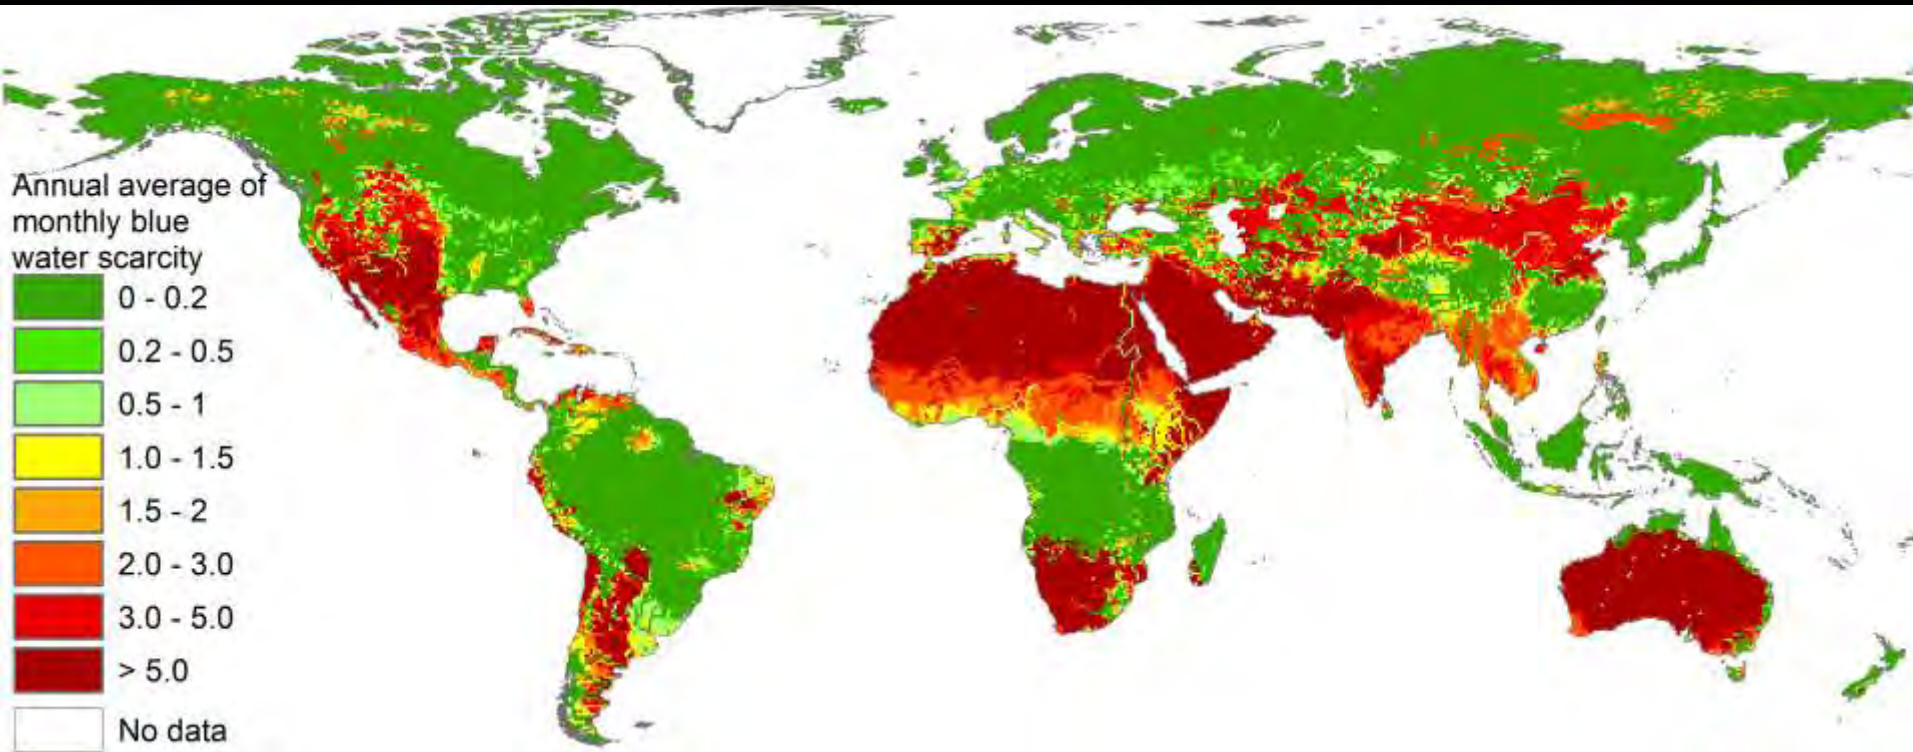 Annual average of
monthly blue
water scarcity
0 - 0.2
0.2 - 0.5
0.5 - 1
1.0 - 1.5
1.5 - 2
2.0 - 3.0
3.0 - 5.0
> 5.0
No data